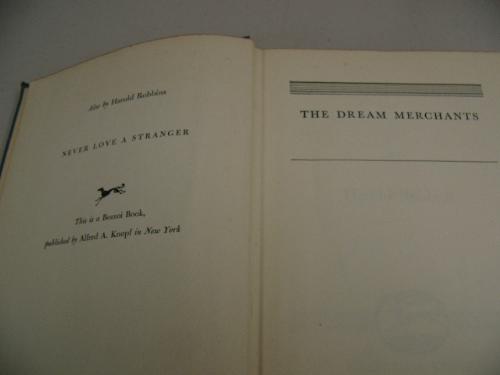 Also by Harold Robbins
NEVER LOVE A STRANGER
This is a Borzoi Book,
published by Alfred A. Knopf in New York
THE DREAM MERCHANTS